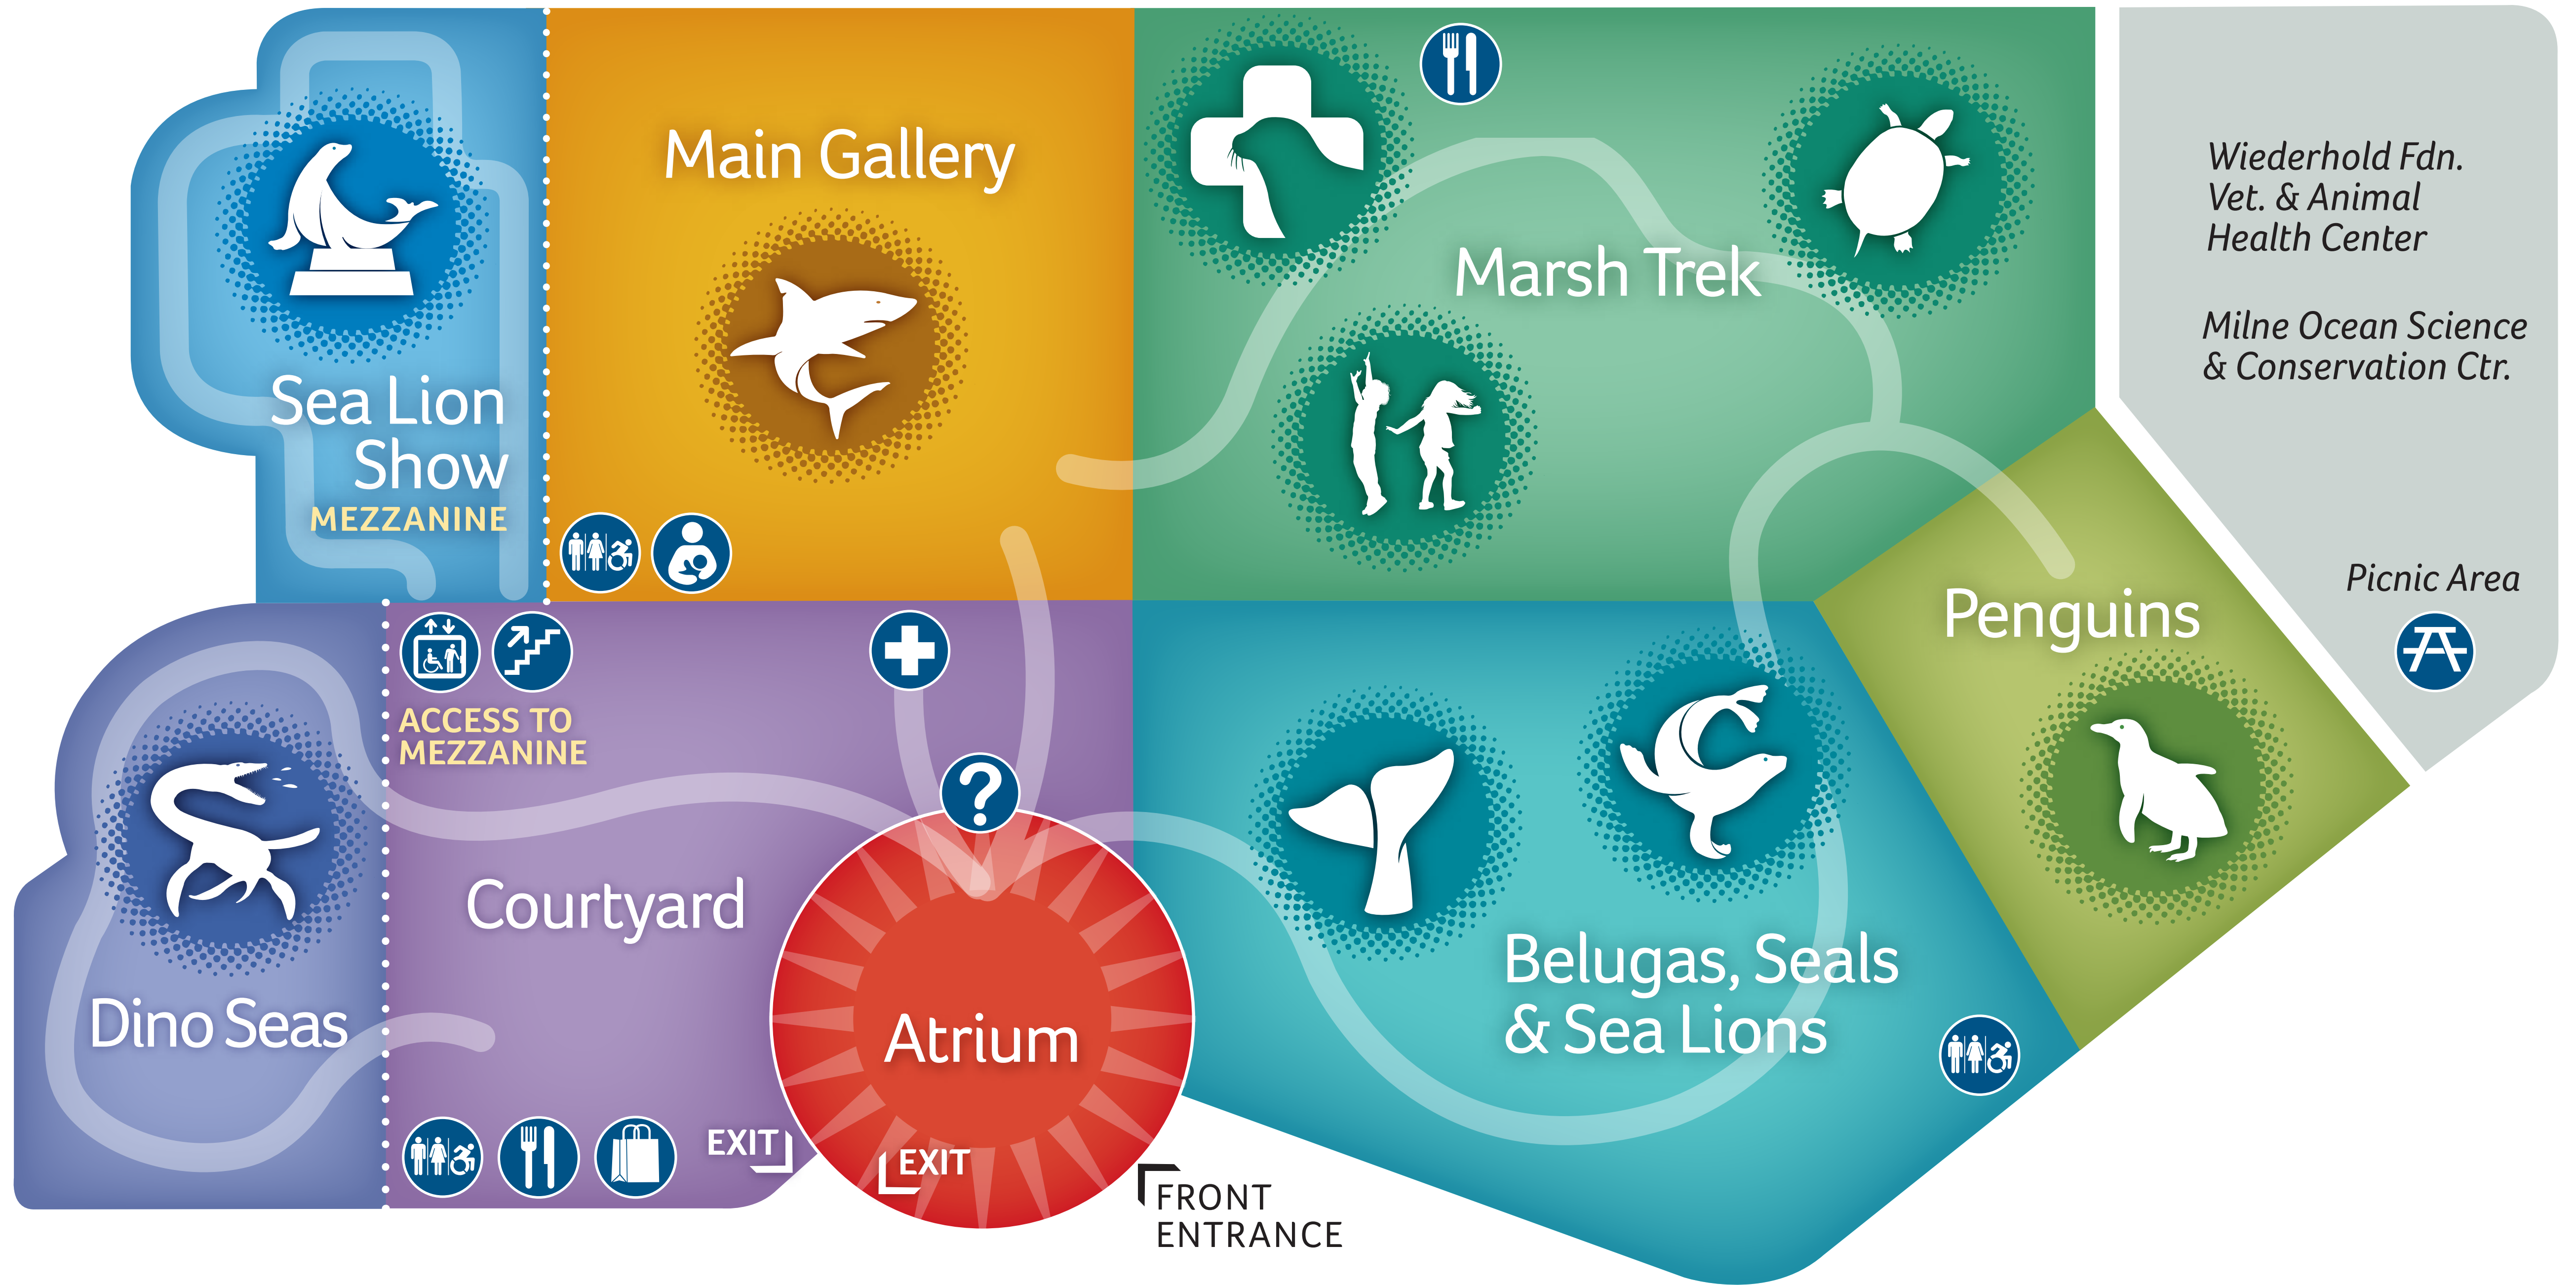 Main Gallery
Sea Lion
Show
MEZZANINE
Marsh Trek
Wiederhold Fdn.
Vet. & Animal
Health Center
Milne Ocean Science
& Conservation Ctr.
Picnic Area
Penguins
ACCESS TO
MEZZANINE
?
Courtyard
Dino Seas
Atrium
Belugas, Seals
& Sea Lions
EXIT
EXIT
FRONT
ENTRANCE